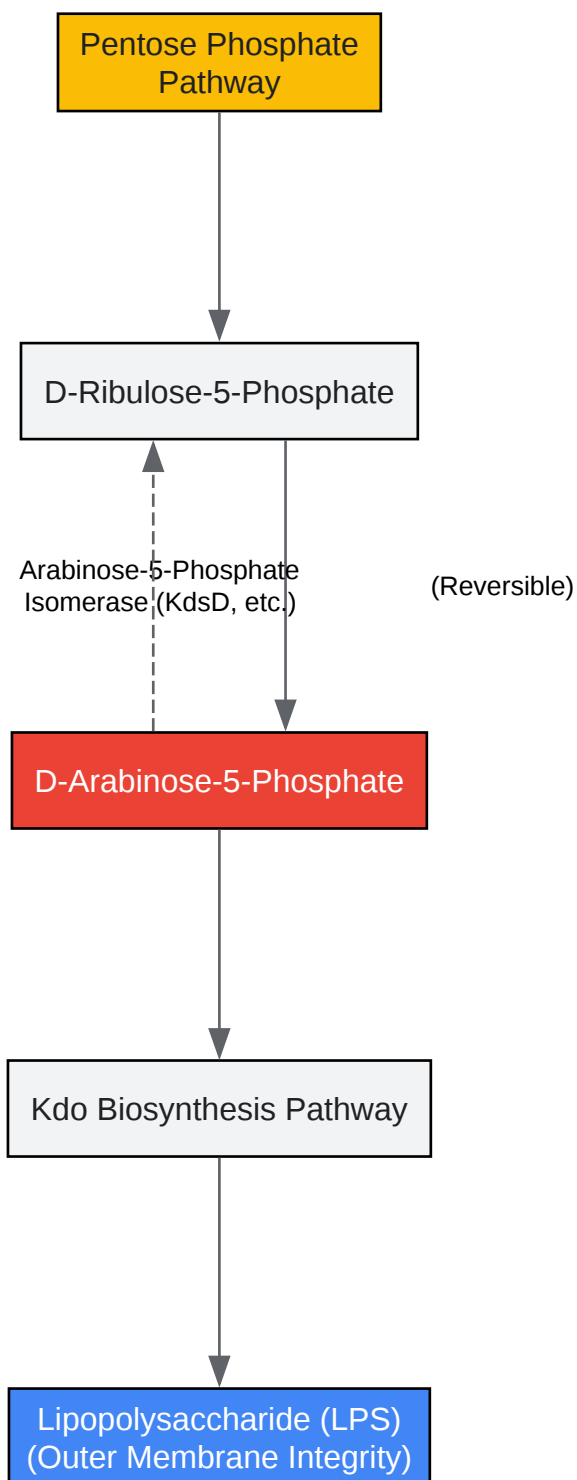 Pentose Phosphate
Pathway
D-Ribulose-5-Phosphate
Arabinose-5-Phosphate
Isomerase (KdsD, etc.)
(Reversible)
D-Arabinose-5-Phosphate
Kdo Biosynthesis Pathway
Lipopolysaccharide (LPS)
(Outer Membrane Integrity)